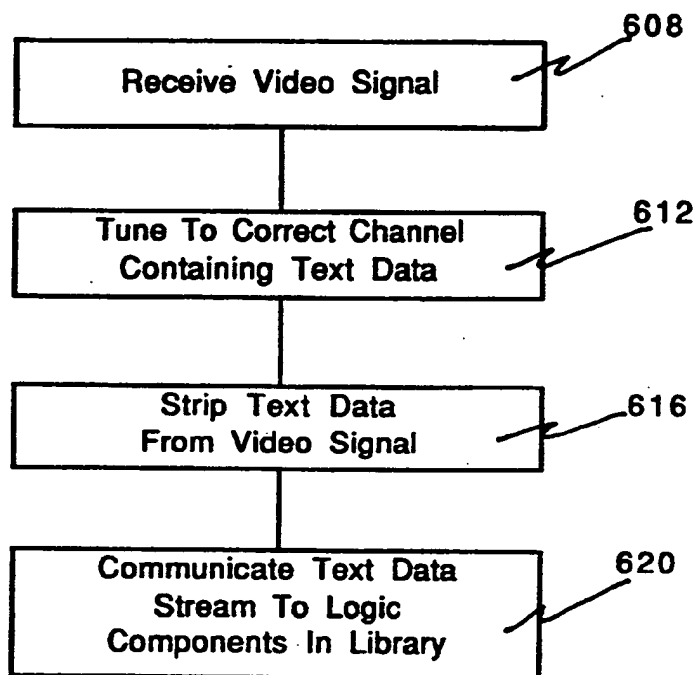 608
Receive Video Signal
612
Tune To Correct Channel
Containing Text Data
616
Strip Text Data
From Video Signal
620
Communicate Text Data
Stream To Logic
Components In Library